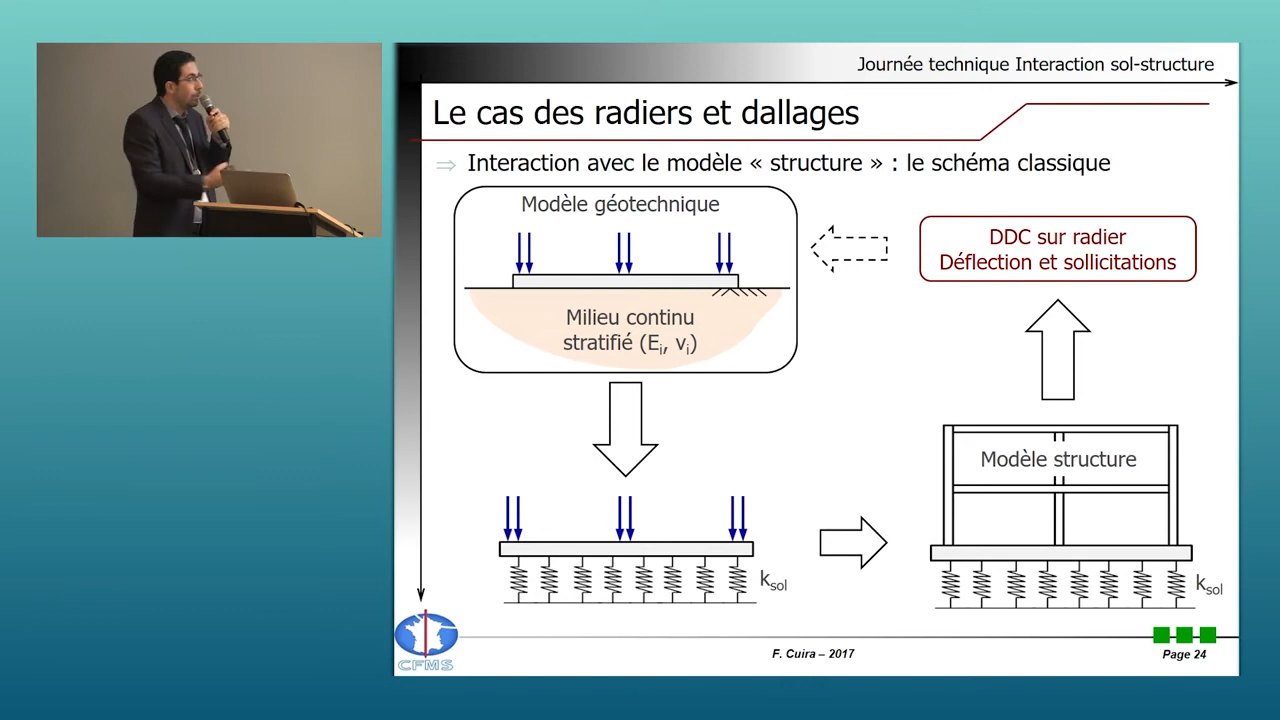 Journée technique Interaction sol-structure
Le cas des radiers et dallages
⇒ Interaction avec le modèle « structure » : le schéma classique
Modèle géotechnique
Milieu continu
stratifié (Ei, νi)
DDC sur radier
Déflection et sollicitations
Modèle structure
ksol
ksol
CFMS
F. Cuira – 2017
Page 24